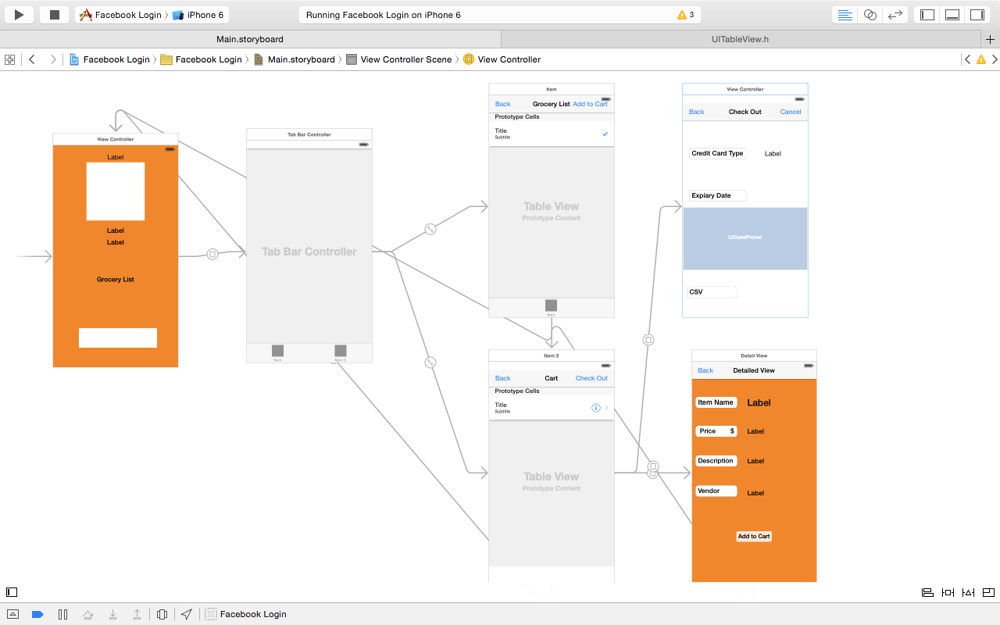 Facebook Login iPhone 6
Running Facebook Login on iPhone 6
3
Main.storyboard
UITableView.h
Facebook Login Facebook Login Main.storyboard View Controller Scene View Controller
View Controller
Label
Label
Label
Grocery List
Tab Bar Controller
Tab Bar Controller
Item
Item 2
Item
Back Grocery List Add to Cart
Prototype Cells
Title
Subtitle
Table View
Prototype Content
Item
View Controller
Back Check Out Cancel
Credit Card Type Label
Expiary Date
UIDatePicker
CSV
Item 2
Back Cart Check Out
Prototype Cells
Title
Subtitle
Table View
Prototype Content
Detail View
Back Detailed View
Item Name Label
Price $ Label
Description Label
Vendor Label
Add to Cart
Facebook Login